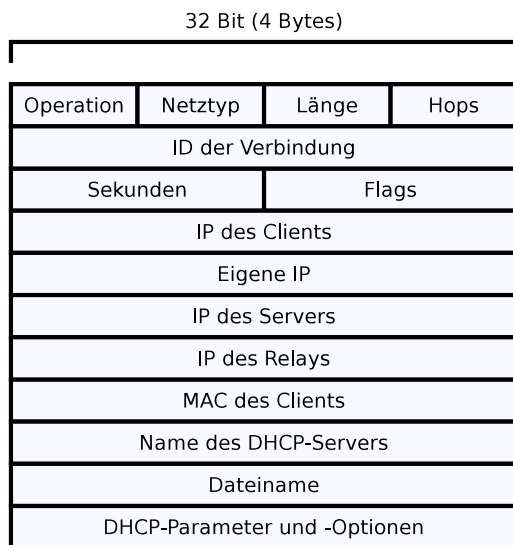 32 Bit (4 Bytes)
Operation Netztyp Länge Hops
ID der Verbindung
Sekunden Flags
IP des Clients
Eigene IP
IP des Servers
IP des Relays
MAC des Clients
Name des DHCP-Servers
Dateiname
DHCP-Parameter und -Optionen